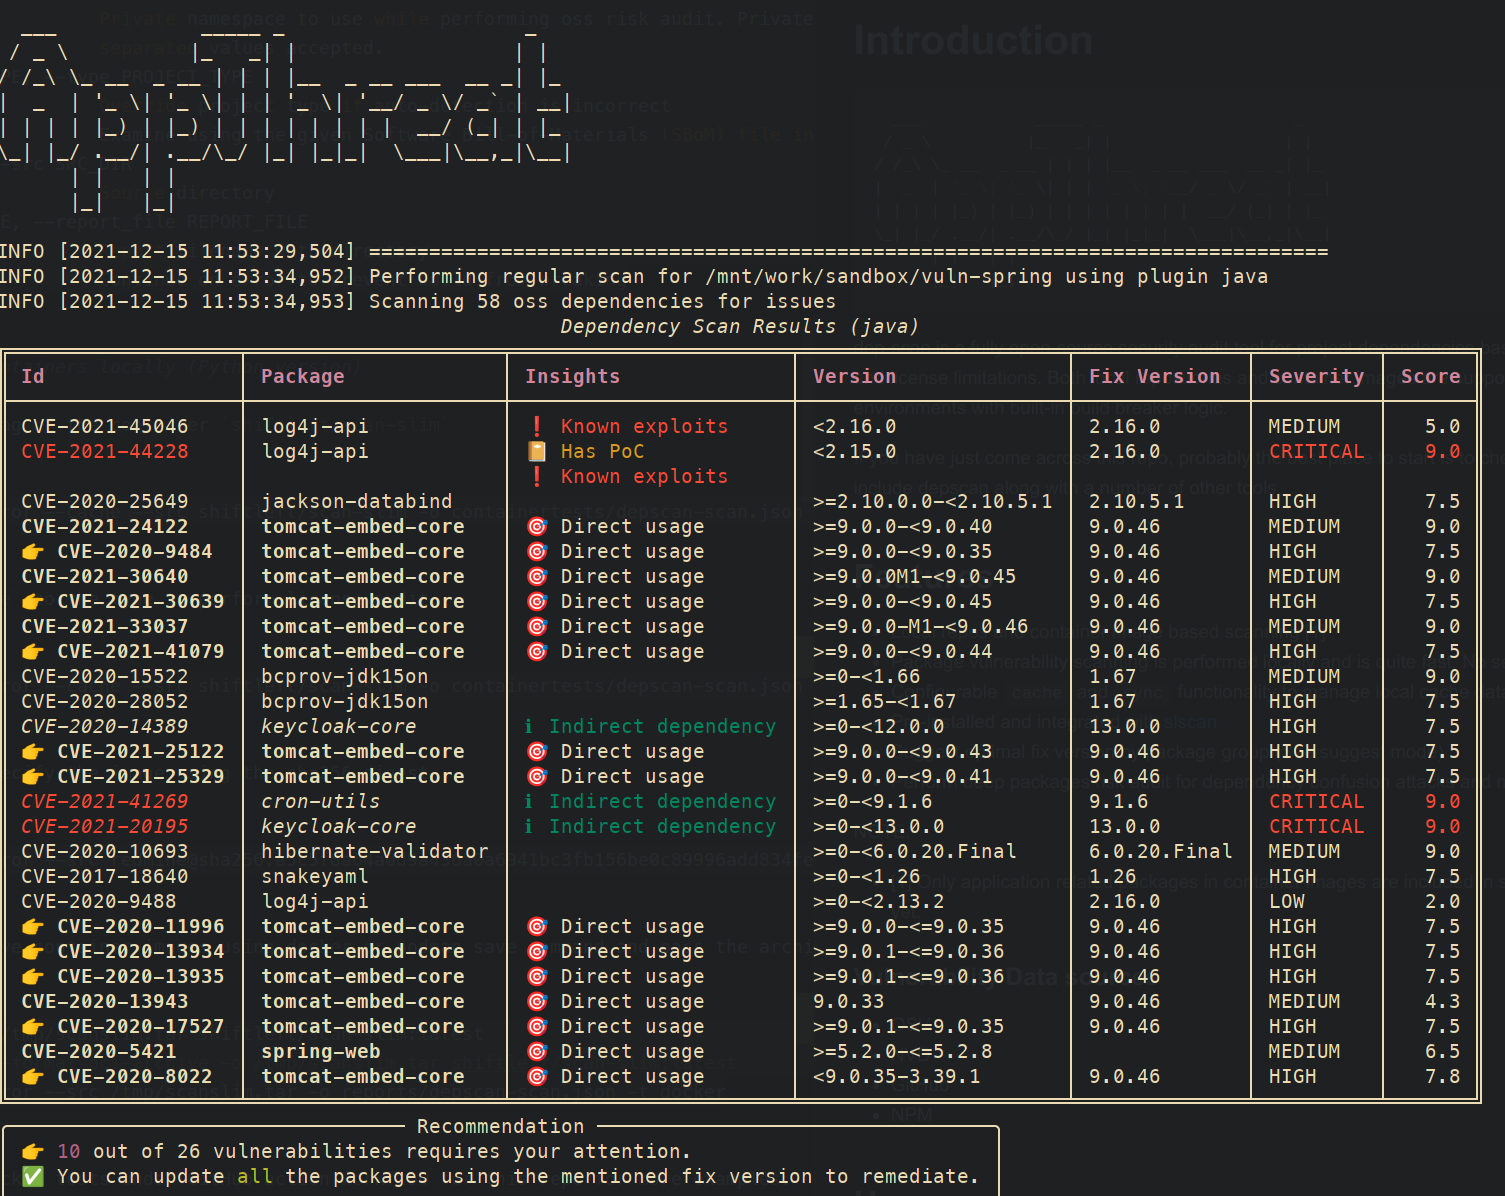 AppThreat
INFO [2021-12-15 11:53:29,504] ================================================================================
INFO [2021-12-15 11:53:34,952] Performing regular scan for /mnt/work/sandbox/vuln-spring using plugin java
INFO [2021-12-15 11:53:34,953] Scanning 58 oss dependencies for issues
Dependency Scan Results (java)
Id Package Insights Version Fix Version Severity Score
CVE-2021-45046 log4j-api ❗ Known exploits <2.16.0 2.16.0 MEDIUM 5.0
CVE-2021-44228 log4j-api 📔 Has PoC <2.15.0 2.16.0 CRITICAL 9.0
❗ Known exploits
CVE-2020-25649 jackson-databind >=2.10.0.0-<2.10.5.1 2.10.5.1 HIGH 7.5
CVE-2021-24122 tomcat-embed-core 🎯 Direct usage >=9.0.0-<9.0.40 9.0.46 MEDIUM 9.0
👉 CVE-2020-9484 tomcat-embed-core 🎯 Direct usage >=9.0.0-<9.0.35 9.0.46 HIGH 7.5
CVE-2021-30640 tomcat-embed-core 🎯 Direct usage >=9.0.0M1-<9.0.45 9.0.46 MEDIUM 9.0
👉 CVE-2021-30639 tomcat-embed-core 🎯 Direct usage >=9.0.0-<9.0.45 9.0.46 HIGH 7.5
CVE-2021-33037 tomcat-embed-core 🎯 Direct usage >=9.0.0-M1-<9.0.46 9.0.46 MEDIUM 9.0
👉 CVE-2021-41079 tomcat-embed-core 🎯 Direct usage >=9.0.0-<9.0.44 9.0.46 HIGH 7.5
CVE-2020-15522 bcprov-jdk15on >=0-<1.66 1.67 MEDIUM 9.0
CVE-2020-28052 bcprov-jdk15on >=1.65-<1.67 1.67 HIGH 7.5
CVE-2020-14389 keycloak-core ℹ Indirect dependency >=0-<12.0.0 13.0.0 HIGH 7.5
👉 CVE-2021-25122 tomcat-embed-core 🎯 Direct usage >=9.0.0-<9.0.43 9.0.46 HIGH 7.5
👉 CVE-2021-25329 tomcat-embed-core 🎯 Direct usage >=9.0.0-<9.0.41 9.0.46 HIGH 7.5
CVE-2021-41269 cron-utils ℹ Indirect dependency >=0-<9.1.6 9.1.6 CRITICAL 9.0
CVE-2021-20195 keycloak-core ℹ Indirect dependency >=0-<13.0.0 13.0.0 CRITICAL 9.0
CVE-2020-10693 hibernate-validator >=0-<6.0.20.Final 6.0.20.Final MEDIUM 9.0
CVE-2017-18640 snakeyaml >=0-<1.26 1.26 HIGH 7.5
CVE-2020-9488 log4j-api >=0-<2.13.2 2.16.0 LOW 2.0
👉 CVE-2020-11996 tomcat-embed-core 🎯 Direct usage >=9.0.0-<=9.0.35 9.0.46 HIGH 7.5
👉 CVE-2020-13934 tomcat-embed-core 🎯 Direct usage >=9.0.1-<=9.0.36 9.0.46 HIGH 7.5
👉 CVE-2020-13935 tomcat-embed-core 🎯 Direct usage >=9.0.1-<=9.0.36 9.0.46 HIGH 7.5
CVE-2020-13943 tomcat-embed-core 🎯 Direct usage 9.0.33 9.0.46 MEDIUM 4.3
👉 CVE-2020-17527 tomcat-embed-core 🎯 Direct usage >=9.0.1-<=9.0.35 9.0.46 HIGH 7.5
CVE-2020-5421 spring-web 🎯 Direct usage >=5.2.0-<=5.2.8 MEDIUM 6.5
👉 CVE-2020-8022 tomcat-embed-core 🎯 Direct usage <9.0.35-3.39.1 9.0.46 HIGH 7.8
Recommendation
👉 10 out of 26 vulnerabilities requires your attention.
✅ You can update all the packages using the mentioned fix version to remediate.
Introduction